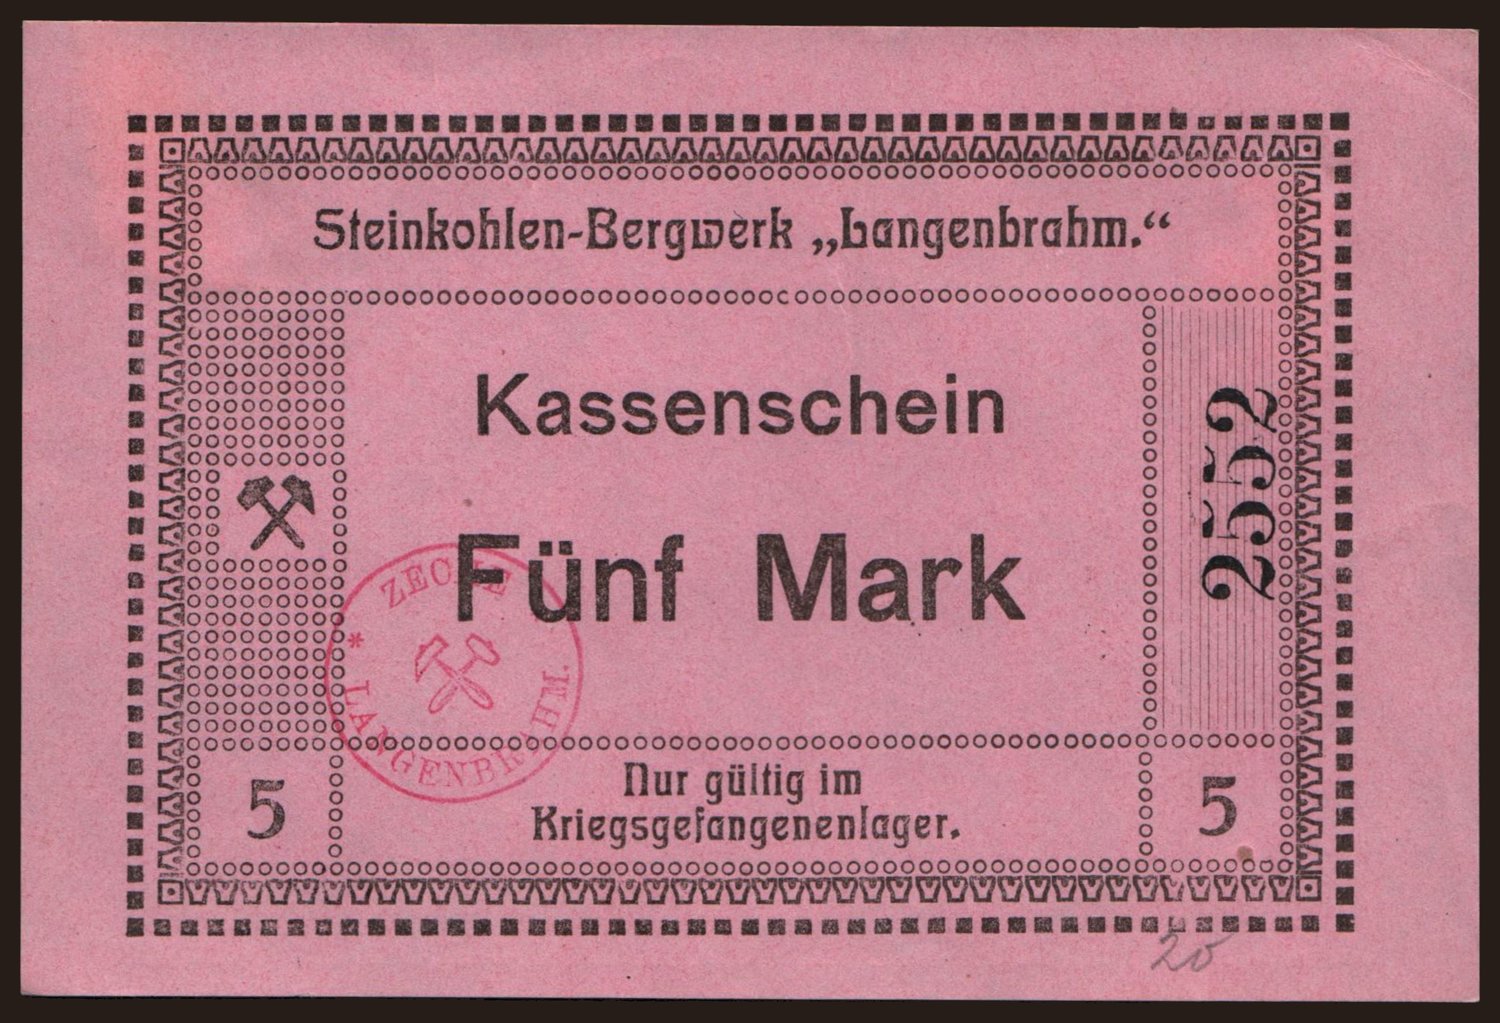 Steinkohlen-Bergwerk „Langenbrahm.“
Kassenschein
2552
Fünf Mark
ZECHE
* LANGENBRAHM.
Nur gültig im
Kriegsgefangenenlager.
5
5
20